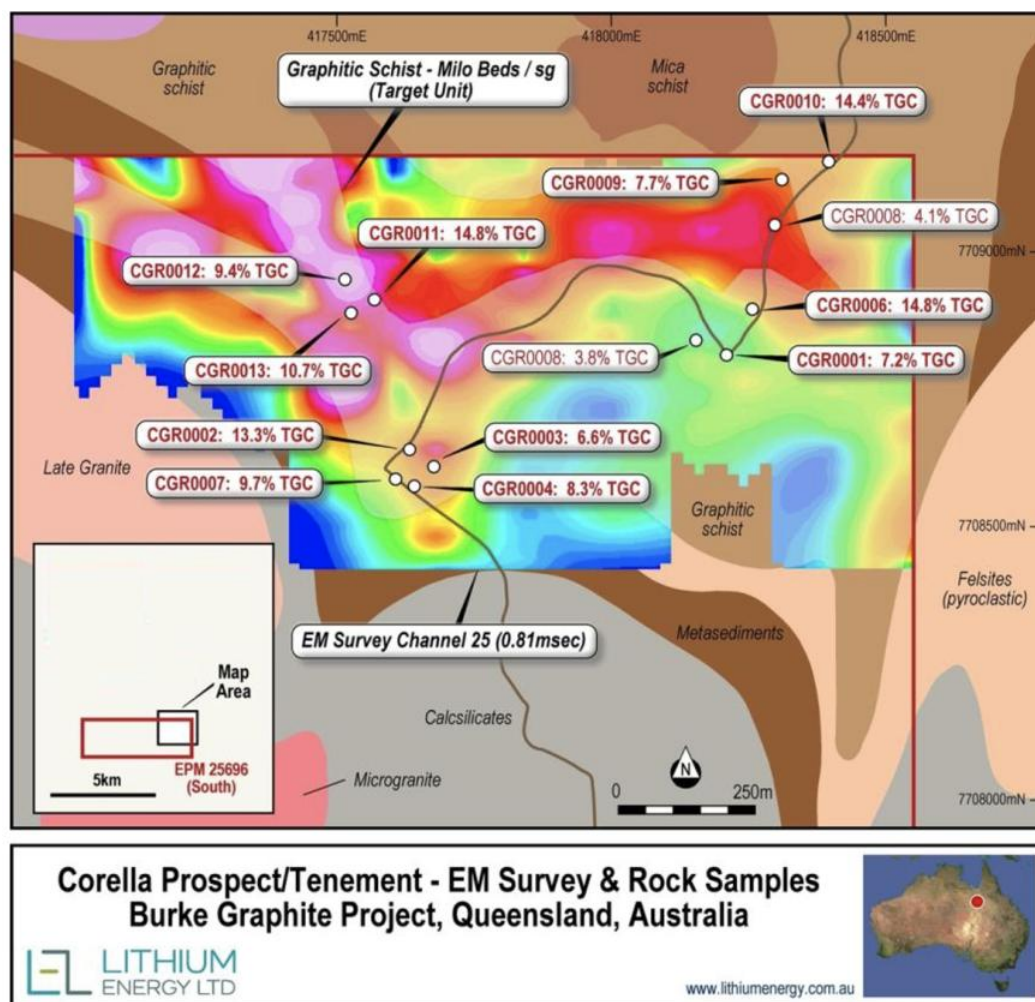 417500mE
418000mE
418500mE
Graphitic
schist
Graphitic Schist - Milo Beds / sg
(Target Unit)
Mica
schist
CGR0010: 14.4% TGC
CGR0009: 7.7% TGC
CGR0008: 4.1% TGC
CGR0011: 14.8% TGC
7709000mN
CGR0012: 9.4% TGC
CGR0006: 14.8% TGC
CGR0008: 3.8% TGC
CGR0001: 7.2% TGC
CGR0013: 10.7% TGC
CGR0002: 13.3% TGC
CGR0003: 6.6% TGC
Late Granite
CGR0007: 9.7% TGC
CGR0004: 8.3% TGC
Graphitic
schist
7708500mN
Felsites
(pyroclastic)
EM Survey Channel 25 (0.81msec)
Metasediments
Map
Area
Calcsilicates
5km
EPM 25696
(South)
Microgranite
N
0
250m
7708000mN
Corella Prospect/Tenement - EM Survey & Rock Samples
Burke Graphite Project, Queensland, Australia
LEL
LITHIUM
ENERGY LTD
www.lithiumenergy.com.au